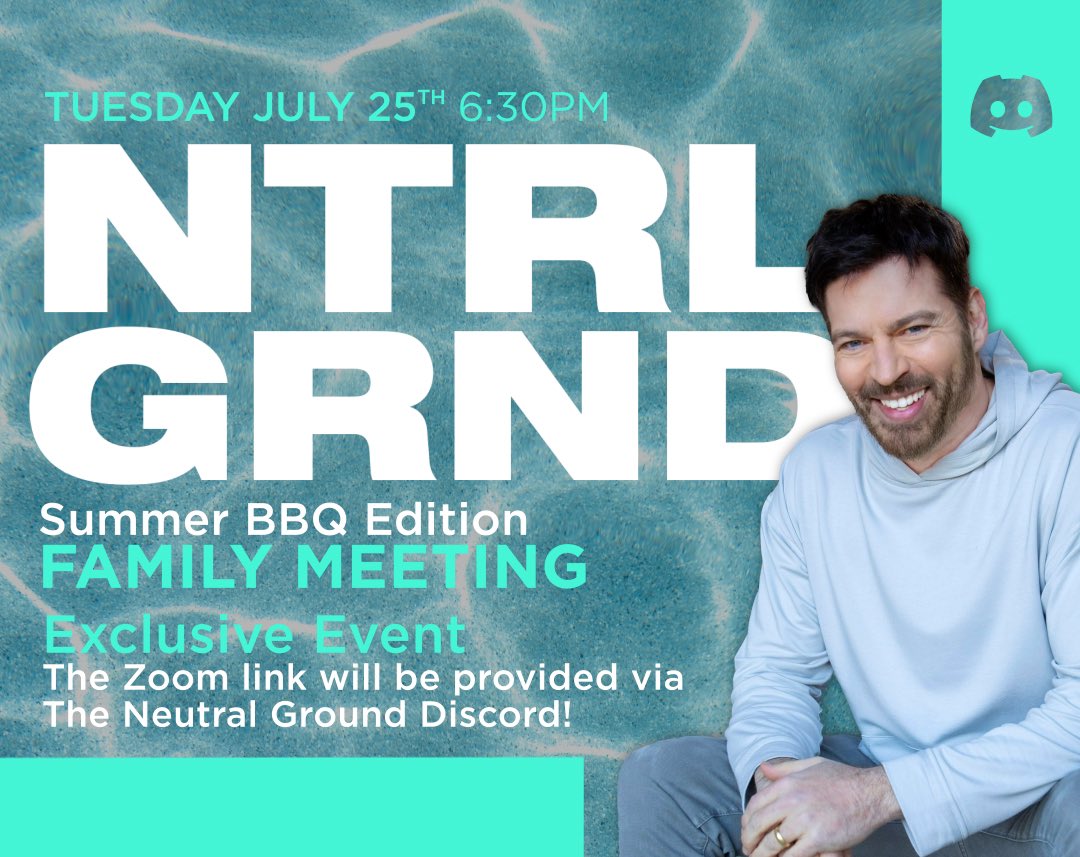 TUESDAY JULY 25TH 6:30PM
NTRL
GRND
Summer BBQ Edition
FAMILY MEETING
Exclusive Event
The Zoom link will be provided via
The Neutral Ground Discord!